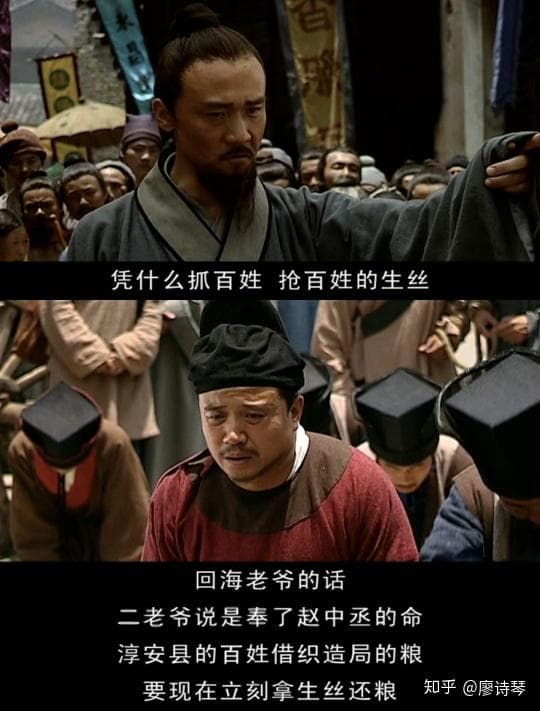 凭什么抓百姓 抢百姓的生丝
回海老爷的话
二老爷说是奉了赵中丞的命
淳安县的百姓借织造局的粮
要现在立刻拿生丝还粮
知乎 @廖诗琴